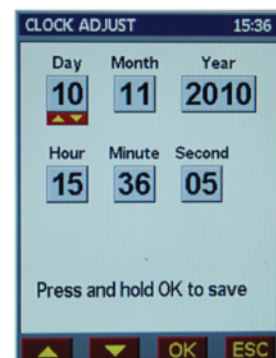 CLOCK ADJUST 15:36
Day Month Year
10 11 2010
Hour Minute Second
15 36 05
Press and hold OK to save
OK ESC